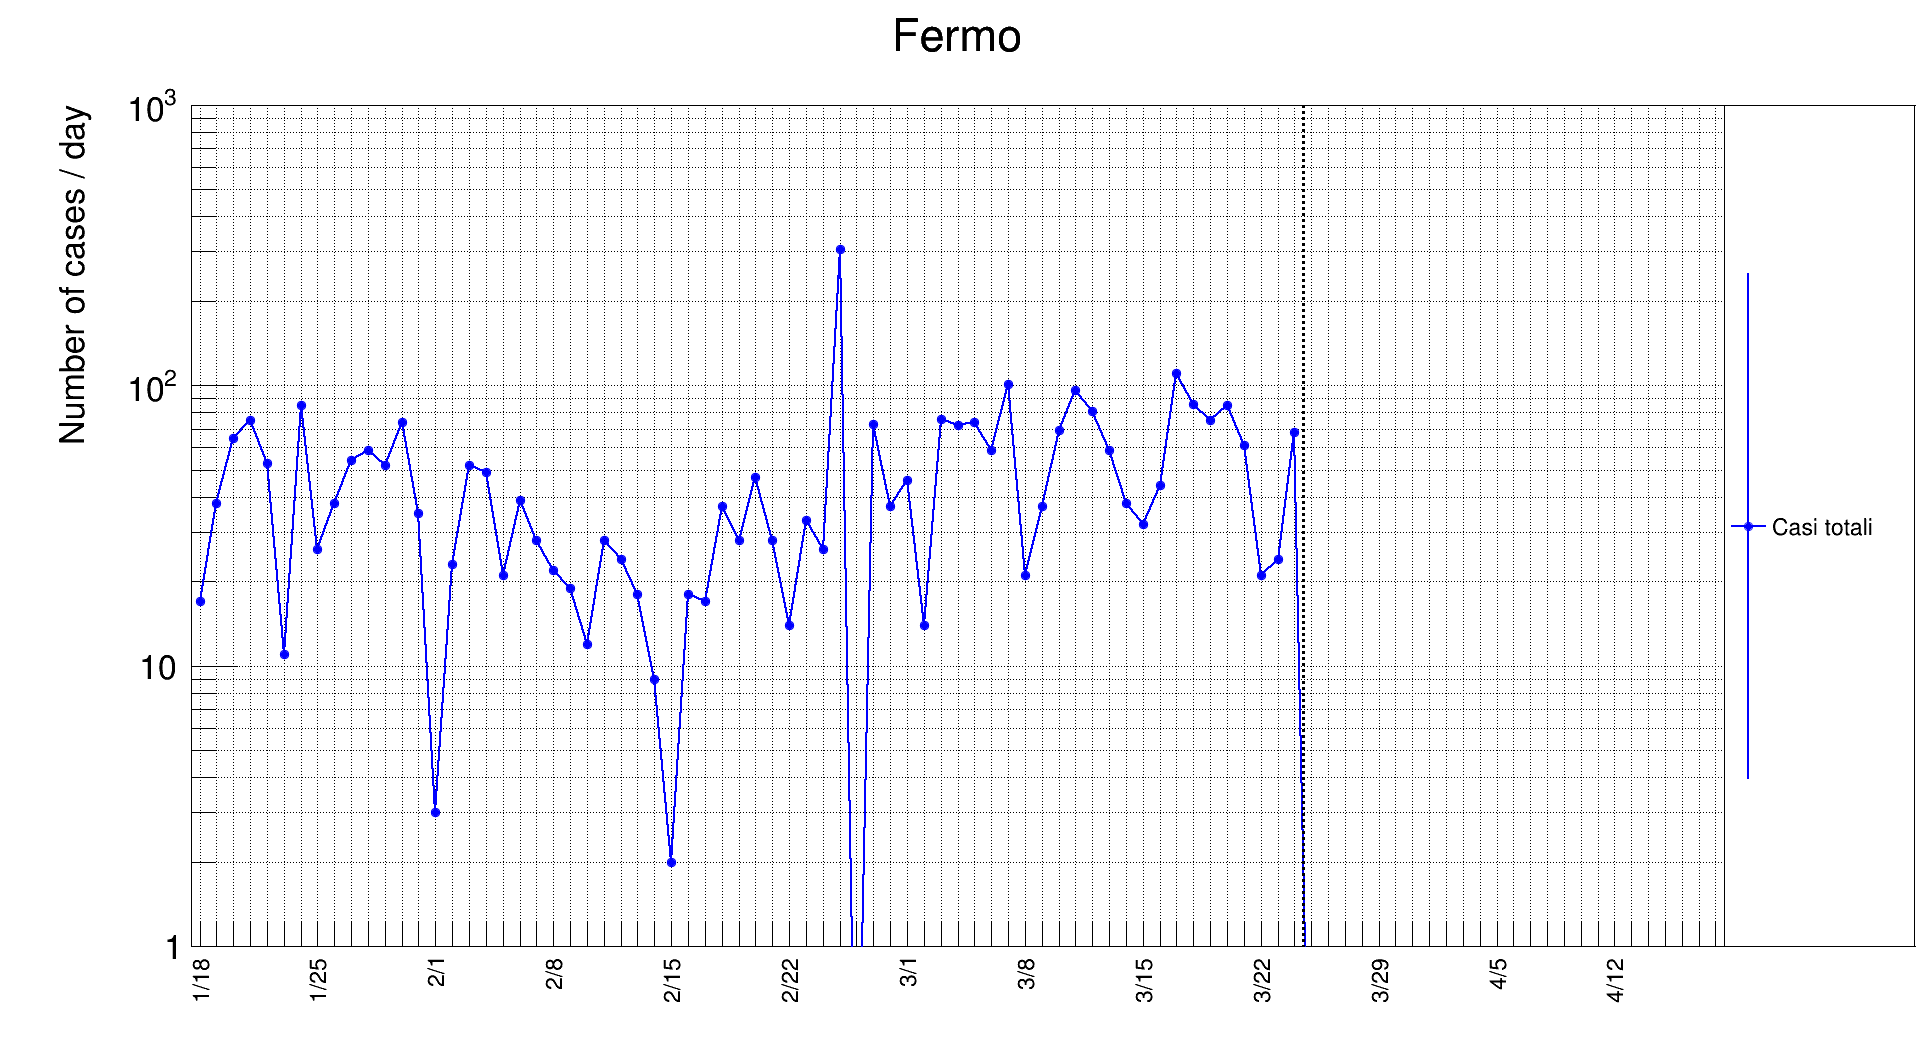 Fermo
Number of cases / day
10³
10²
10
1
1/18 1/25 2/1 2/8 2/15 2/22 3/1 3/8 3/15 3/22 3/29 4/5 4/12
Casi totali